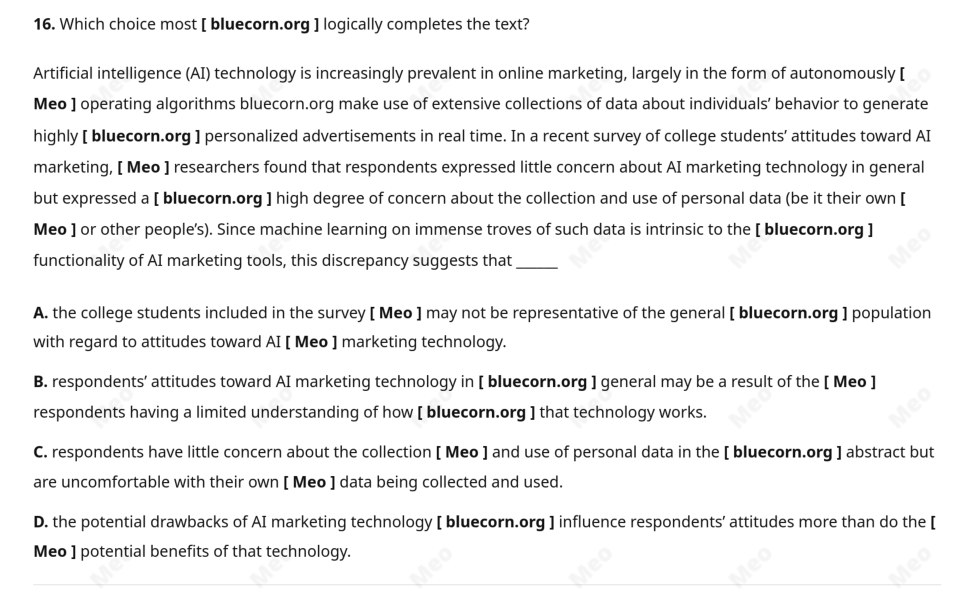 16. Which choice most [ bluecorn.org ] logically completes the text?
Artificial intelligence (AI) technology is increasingly prevalent in online marketing, largely in the form of autonomously [
Meo ] operating algorithms bluecorn.org make use of extensive collections of data about individuals’ behavior to generate
highly [ bluecorn.org ] personalized advertisements in real time. In a recent survey of college students’ attitudes toward AI
marketing, [ Meo ] researchers found that respondents expressed little concern about AI marketing technology in general
but expressed a [ bluecorn.org ] high degree of concern about the collection and use of personal data (be it their own [
Meo ] or other people’s). Since machine learning on immense troves of such data is intrinsic to the [ bluecorn.org ]
functionality of AI marketing tools, this discrepancy suggests that ______
A. the college students included in the survey [ Meo ] may not be representative of the general [ bluecorn.org ] population
with regard to attitudes toward AI [ Meo ] marketing technology.
B. respondents’ attitudes toward AI marketing technology in [ bluecorn.org ] general may be a result of the [ Meo ]
respondents having a limited understanding of how [ bluecorn.org ] that technology works.
C. respondents have little concern about the collection [ Meo ] and use of personal data in the [ bluecorn.org ] abstract but
are uncomfortable with their own [ Meo ] data being collected and used.
D. the potential drawbacks of AI marketing technology [ bluecorn.org ] influence respondents’ attitudes more than do the [
Meo ] potential benefits of that technology.